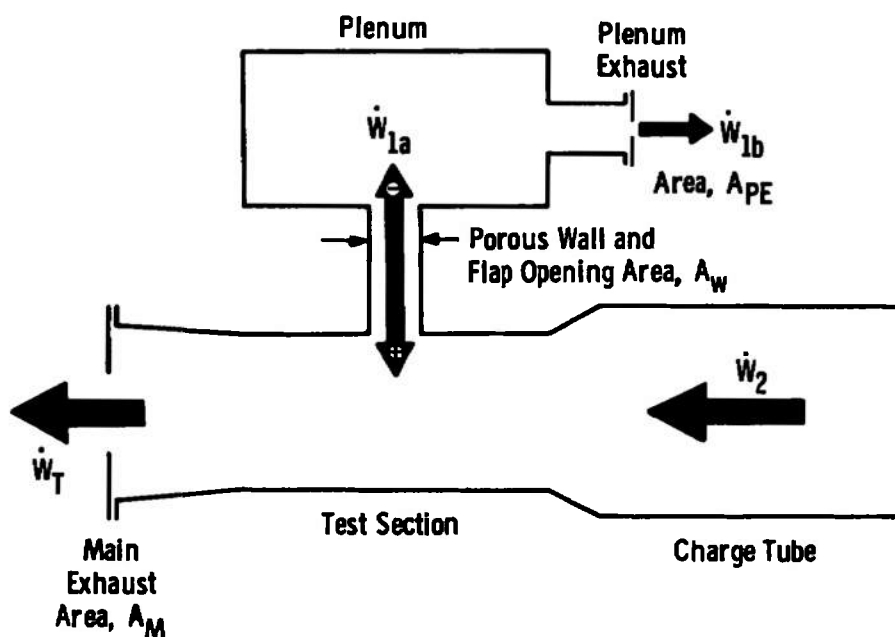 Plenum
Plenum
Exhaust
Ẇ1a
Ẇ1b
Area, APE
Porous Wall and
Flap Opening Area, Aw
Ẇ2
ẆT
Test Section
Charge Tube
Main
Exhaust
Area, AM